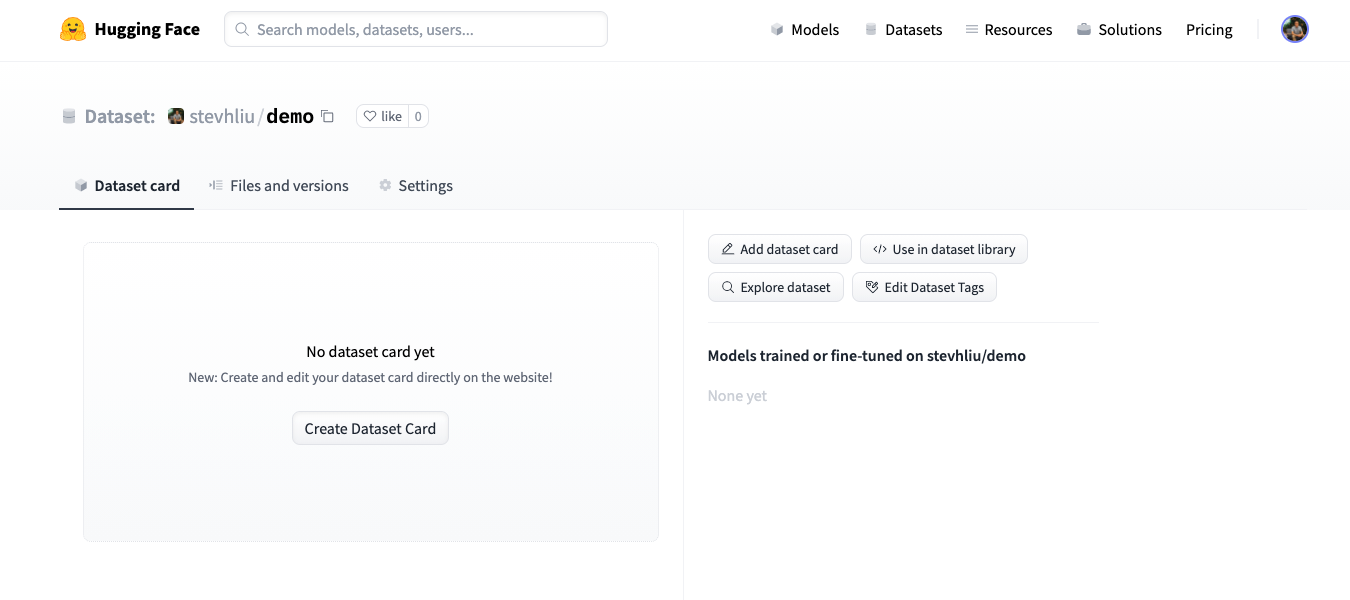 Hugging Face
Search models, datasets, users...
Models
Datasets
Resources
Solutions
Pricing
Dataset: stevhliu/demo
like 0
Dataset card
Files and versions
Settings
No dataset card yet
New: Create and edit your dataset card directly on the website!
Create Dataset Card
Add dataset card
Use in dataset library
Explore dataset
Edit Dataset Tags
Models trained or fine-tuned on stevhliu/demo
None yet